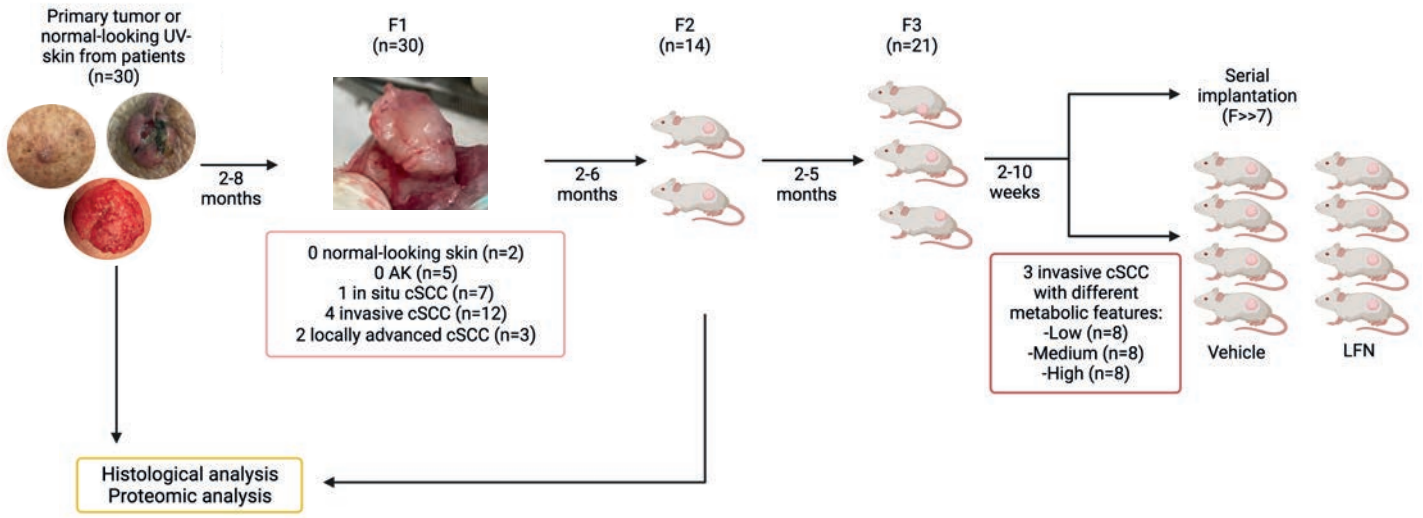 Primary tumor or
normal-looking UV-
skin from patients
(n=30)
F1
(n=30)
F2
(n=14)
F3
(n=21)
Serial
implantation
(F>>7)
2-8
months
2-6
months
2-5
months
2-10
weeks
0 normal-looking skin (n=2)
0 AK (n=5)
1 in situ cSCC (n=7)
4 invasive cSCC (n=12)
2 locally advanced cSCC (n=3)
3 invasive cSCC
with different
metabolic features:
-Low (n=8)
-Medium (n=8)
-High (n=8)
Vehicle
LFN
Histological analysis
Proteomic analysis